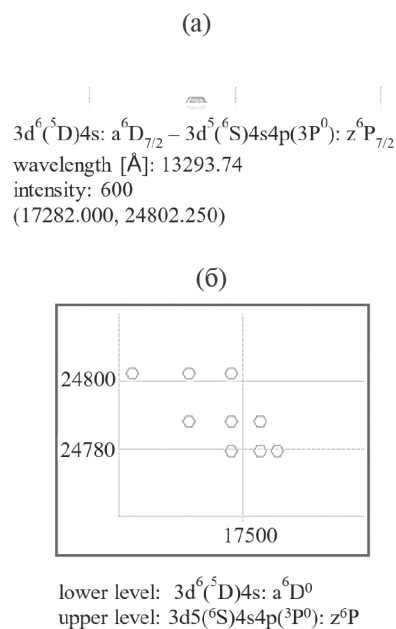 (а)
3d⁶(⁵D)4s: a⁶D₇/₂ – 3d⁵(⁶S)4s4p(3P⁰): z⁶P₇/₂
wavelength [Å]: 13293.74
intensity: 600
(17282.000, 24802.250)
(б)
24800
24780
17500
lower level: 3d⁶(⁵D)4s: a⁶D⁰
upper level: 3d5(⁶S)4s4p(³P⁰): z⁶P